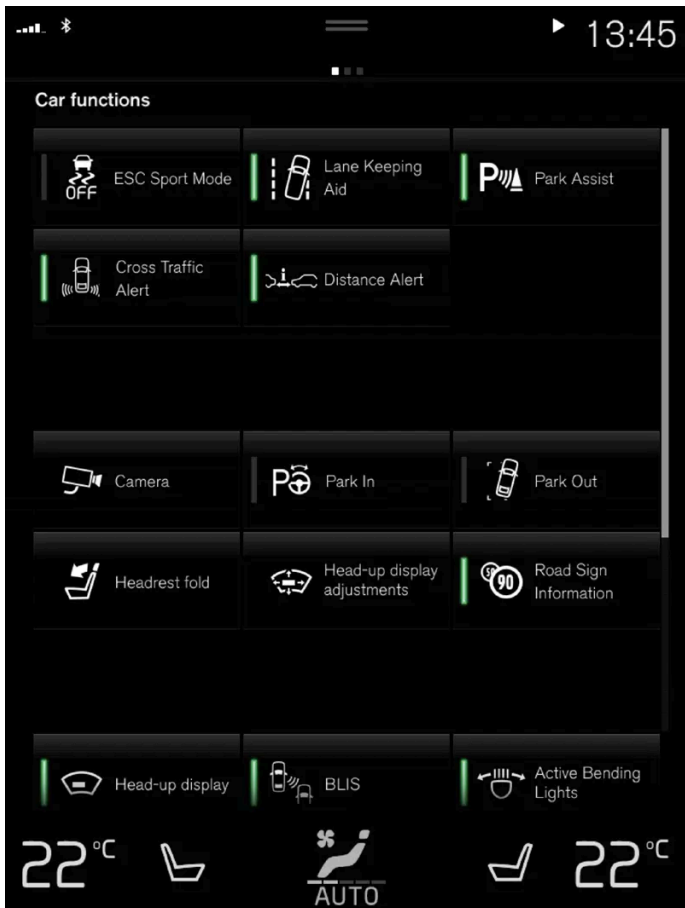 13:45
Car functions
OFF
ESC Sport Mode
Lane Keeping
Aid
P
Park Assist
Cross Traffic
Alert
Distance Alert
Camera
P
Park In
Park Out
Headrest fold
Head-up display
adjustments
50
90
Road Sign
Information
Head-up display
BLIS
Active Bending
Lights
22°C
AUTO
22°C